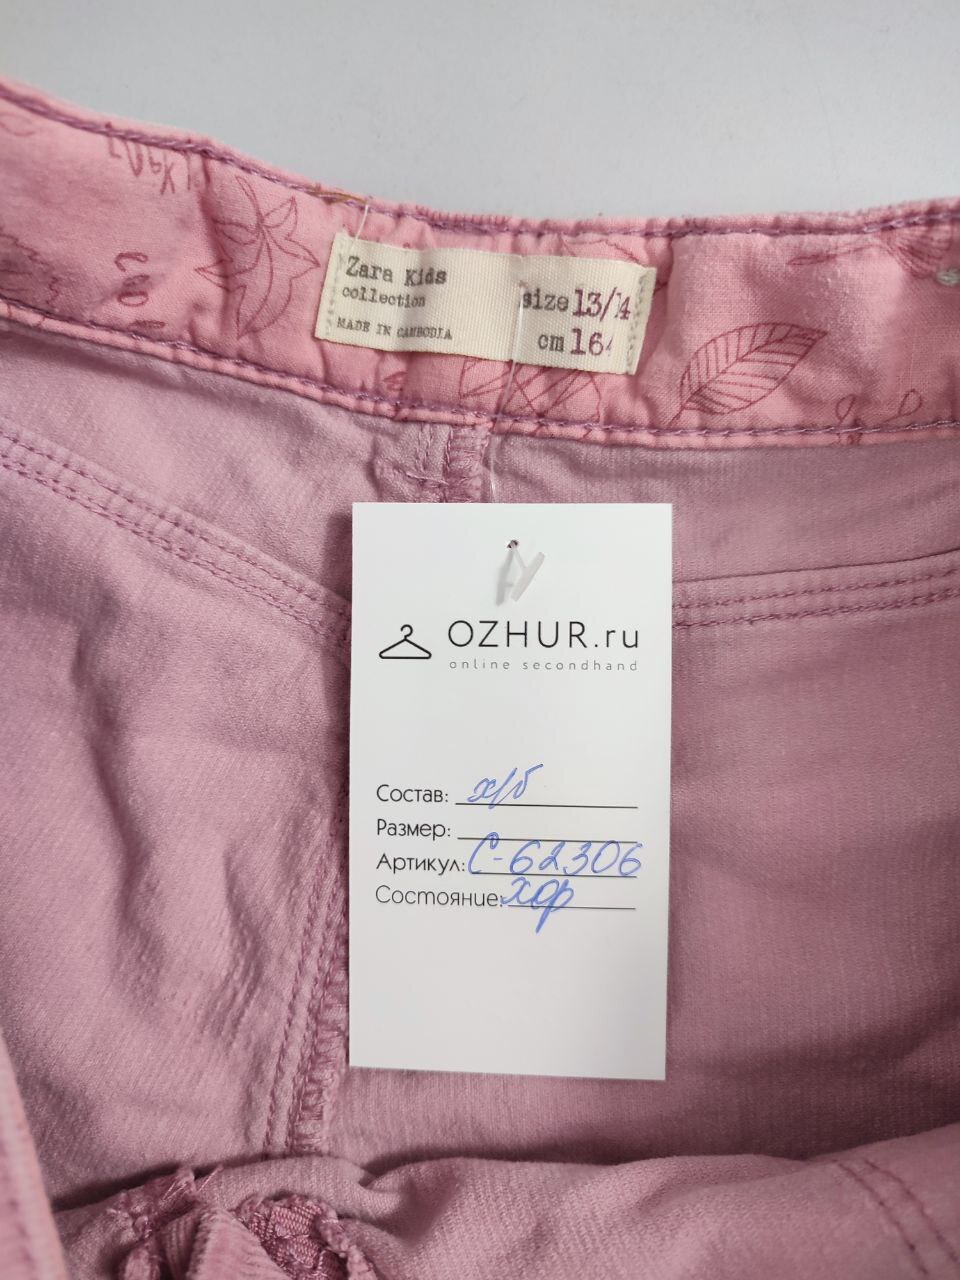 Zara Kids
collection
MADE IN CAMBODIA
size 13/14
cm 164
OZHUR.ru
online secondhand
Состав: х/б
Размер:
Артикул: С-62306
Состояние: хор